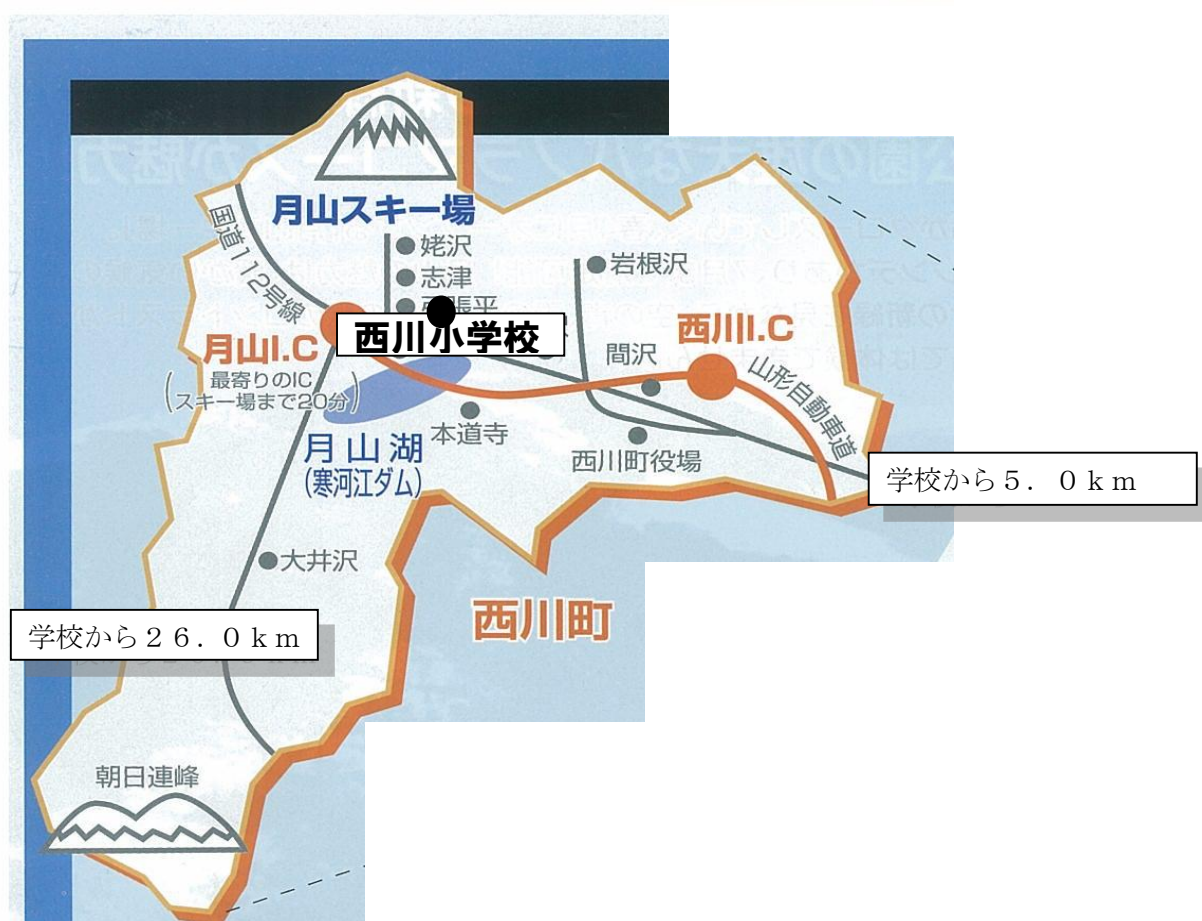 月山スキー場
国道112号線
姥沢
志津
岩根沢
西川小学校
月山I.C
最寄りのIC
(スキー場まで20分)
西川I.C
間沢
山形自動車道
本道寺
西川町役場
月山湖
(寒河江ダム)
学校から5.0km
大井沢
西川町
学校から26.0km
朝日連峰